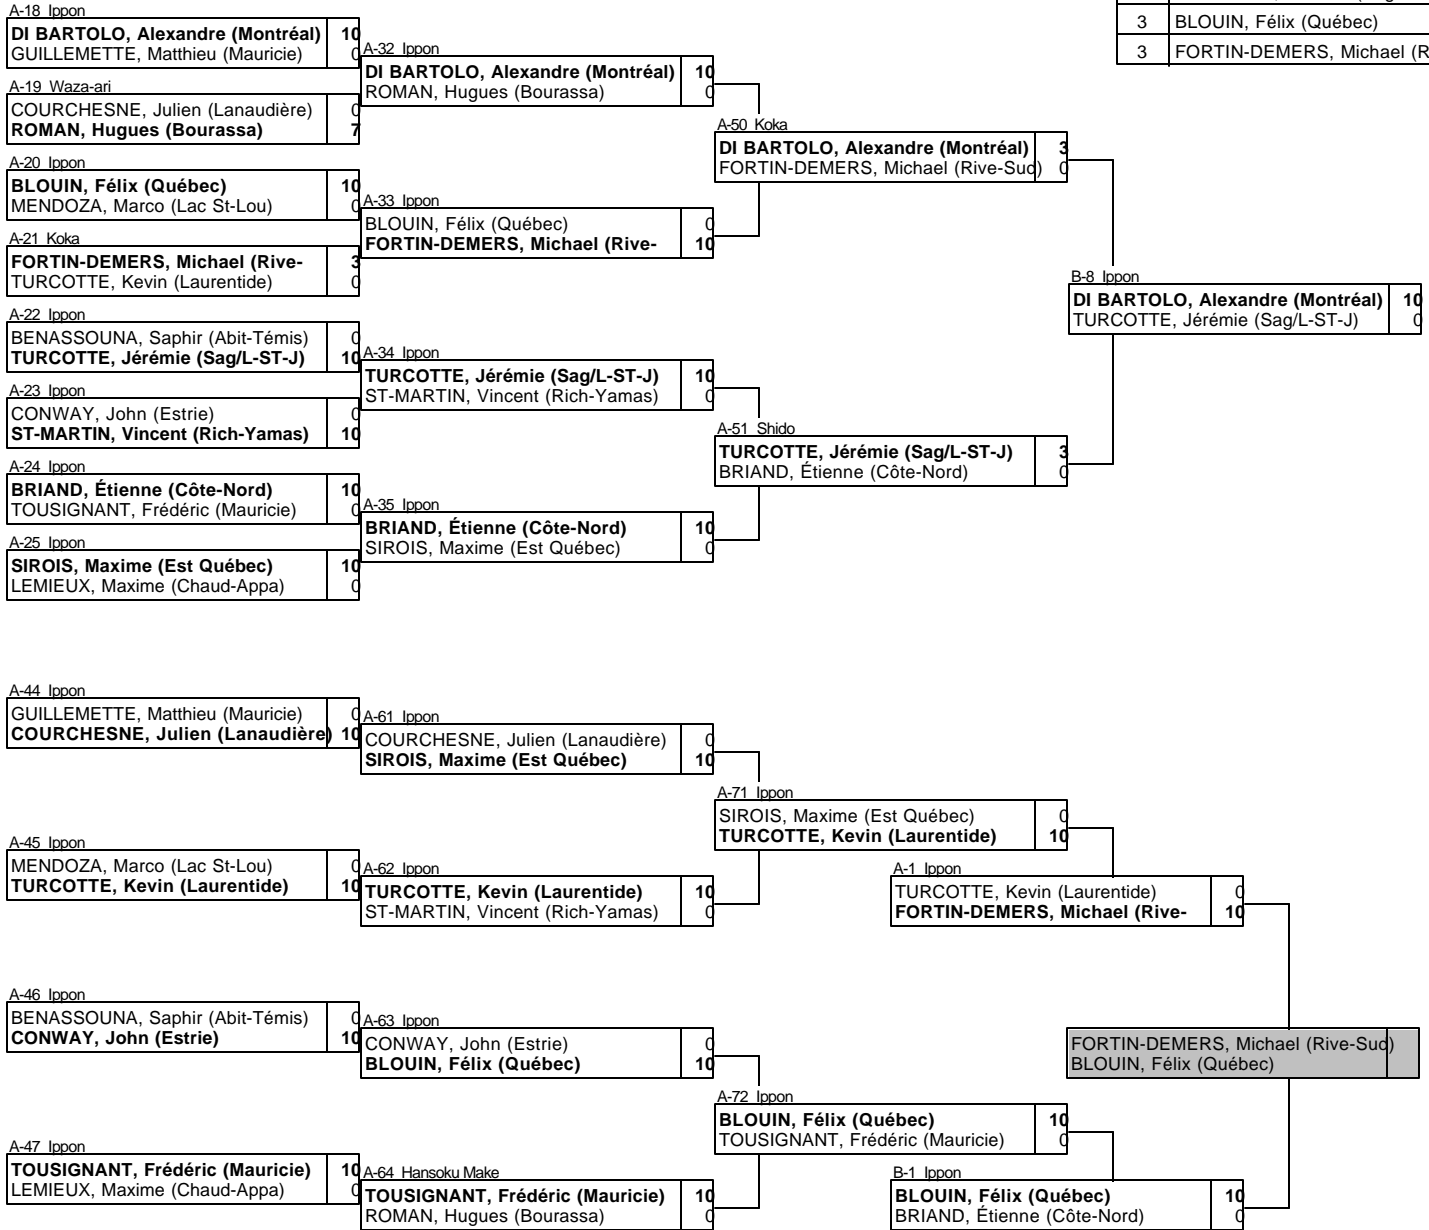 A-18 Ippon
DI BARTOLO, Alexandre (Montréal) 10
GUILLEMETTE, Matthieu (Mauricie) 0
A-19 Waza-ari
COURCHESNE, Julien (Lanaudière) 0
ROMAN, Hugues (Bourassa) 7
A-20 Ippon
BLOUIN, Félix (Québec) 10
MENDOZA, Marco (Lac St-Lou) 0
A-21 Koka
FORTIN-DEMERS, Michael (Rive- 3
TURCOTTE, Kevin (Laurentide) 0
A-22 Ippon
BENASSOUNA, Saphir (Abit-Témis) 0
TURCOTTE, Jérémie (Sag/L-ST-J) 10
A-23 Ippon
CONWAY, John (Estrie) 0
ST-MARTIN, Vincent (Rich-Yamas) 10
A-24 Ippon
BRIAND, Étienne (Côte-Nord) 10
TOUSIGNANT, Frédéric (Mauricie) 0
A-25 Ippon
SIROIS, Maxime (Est Québec) 10
LEMIEUX, Maxime (Chaud-Appa) 0
A-32 Ippon
DI BARTOLO, Alexandre (Montréal) 10
ROMAN, Hugues (Bourassa) 0
A-33 Ippon
BLOUIN, Félix (Québec) 0
FORTIN-DEMERS, Michael (Rive- 10
A-34 Ippon
TURCOTTE, Jérémie (Sag/L-ST-J) 10
ST-MARTIN, Vincent (Rich-Yamas) 0
A-35 Ippon
BRIAND, Étienne (Côte-Nord) 10
SIROIS, Maxime (Est Québec) 0
A-50 Koka
DI BARTOLO, Alexandre (Montréal) 3
FORTIN-DEMERS, Michael (Rive-Sud) 0
A-51 Shido
TURCOTTE, Jérémie (Sag/L-ST-J) 3
BRIAND, Étienne (Côte-Nord) 0
B-8 Ippon
DI BARTOLO, Alexandre (Montréal) 10
TURCOTTE, Jérémie (Sag/L-ST-J) 0
3 BLOUIN, Félix (Québec)
3 FORTIN-DEMERS, Michael (R
A-44 Ippon
GUILLEMETTE, Matthieu (Mauricie) 0
COURCHESNE, Julien (Lanaudière) 10
A-45 Ippon
MENDOZA, Marco (Lac St-Lou) 0
TURCOTTE, Kevin (Laurentide) 10
A-46 Ippon
BENASSOUNA, Saphir (Abit-Témis) 0
CONWAY, John (Estrie) 10
A-47 Ippon
TOUSIGNANT, Frédéric (Mauricie) 10
LEMIEUX, Maxime (Chaud-Appa) 0
A-61 Ippon
COURCHESNE, Julien (Lanaudière) 0
SIROIS, Maxime (Est Québec) 10
A-62 Ippon
TURCOTTE, Kevin (Laurentide) 10
ST-MARTIN, Vincent (Rich-Yamas) 0
A-63 Ippon
CONWAY, John (Estrie) 0
BLOUIN, Félix (Québec) 10
A-64 Hansoku Make
TOUSIGNANT, Frédéric (Mauricie) 10
ROMAN, Hugues (Bourassa) 0
A-71 Ippon
SIROIS, Maxime (Est Québec) 0
TURCOTTE, Kevin (Laurentide) 10
A-72 Ippon
BLOUIN, Félix (Québec) 10
TOUSIGNANT, Frédéric (Mauricie) 0
A-1 Ippon
TURCOTTE, Kevin (Laurentide) 0
FORTIN-DEMERS, Michael (Rive- 10
B-1 Ippon
BLOUIN, Félix (Québec) 10
BRIAND, Étienne (Côte-Nord) 0
FORTIN-DEMERS, Michael (Rive-Sud)
BLOUIN, Félix (Québec)